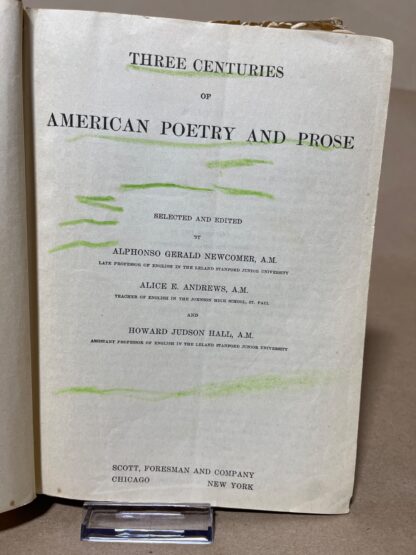 THREE CENTURIES
OF
AMERICAN POETRY AND PROSE
SELECTED AND EDITED
BY
ALPHONSO GERALD NEWCOMER, A.M.
LATE PROFESSOR OF ENGLISH IN THE LELAND STANFORD JUNIOR UNIVERSITY
ALICE E. ANDREWS, A.M.
TEACHER OF ENGLISH IN THE JOHNSON HIGH SCHOOL, ST. PAUL
AND
HOWARD JUDSON HALL, A.M.
ASSISTANT PROFESSOR OF ENGLISH IN THE LELAND STANFORD JUNIOR UNIVERSITY
SCOTT, FORESMAN AND COMPANY
CHICAGO NEW YORK